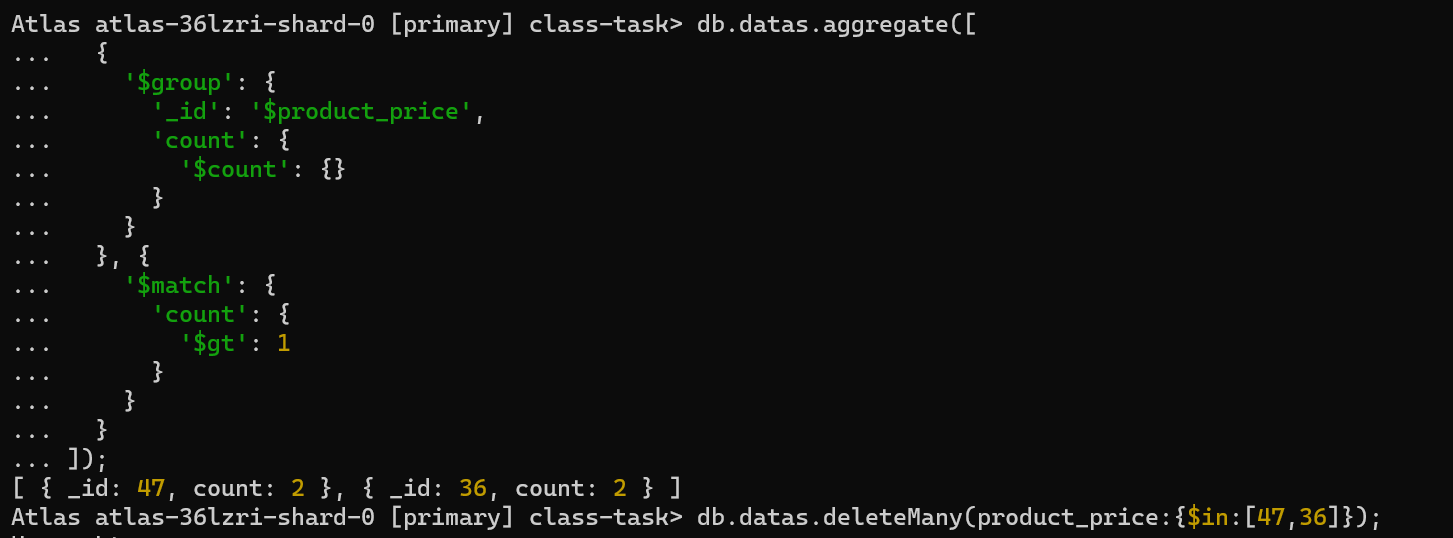 Atlas atlas-36lzri-shard-0 [primary] class-task> db.datas.aggregate([
...   {
...     '$group': {
...       '_id': '$product_price',
...       'count': {
...         '$count': {}
...       }
...     }
...   }, {
...     '$match': {
...       'count': {
...         '$gt': 1
...       }
...     }
...   }
... ]);
[ { _id: 47, count: 2 }, { _id: 36, count: 2 } ]
Atlas atlas-36lzri-shard-0 [primary] class-task> db.datas.deleteMany(product_price:{$in:[47,36]});